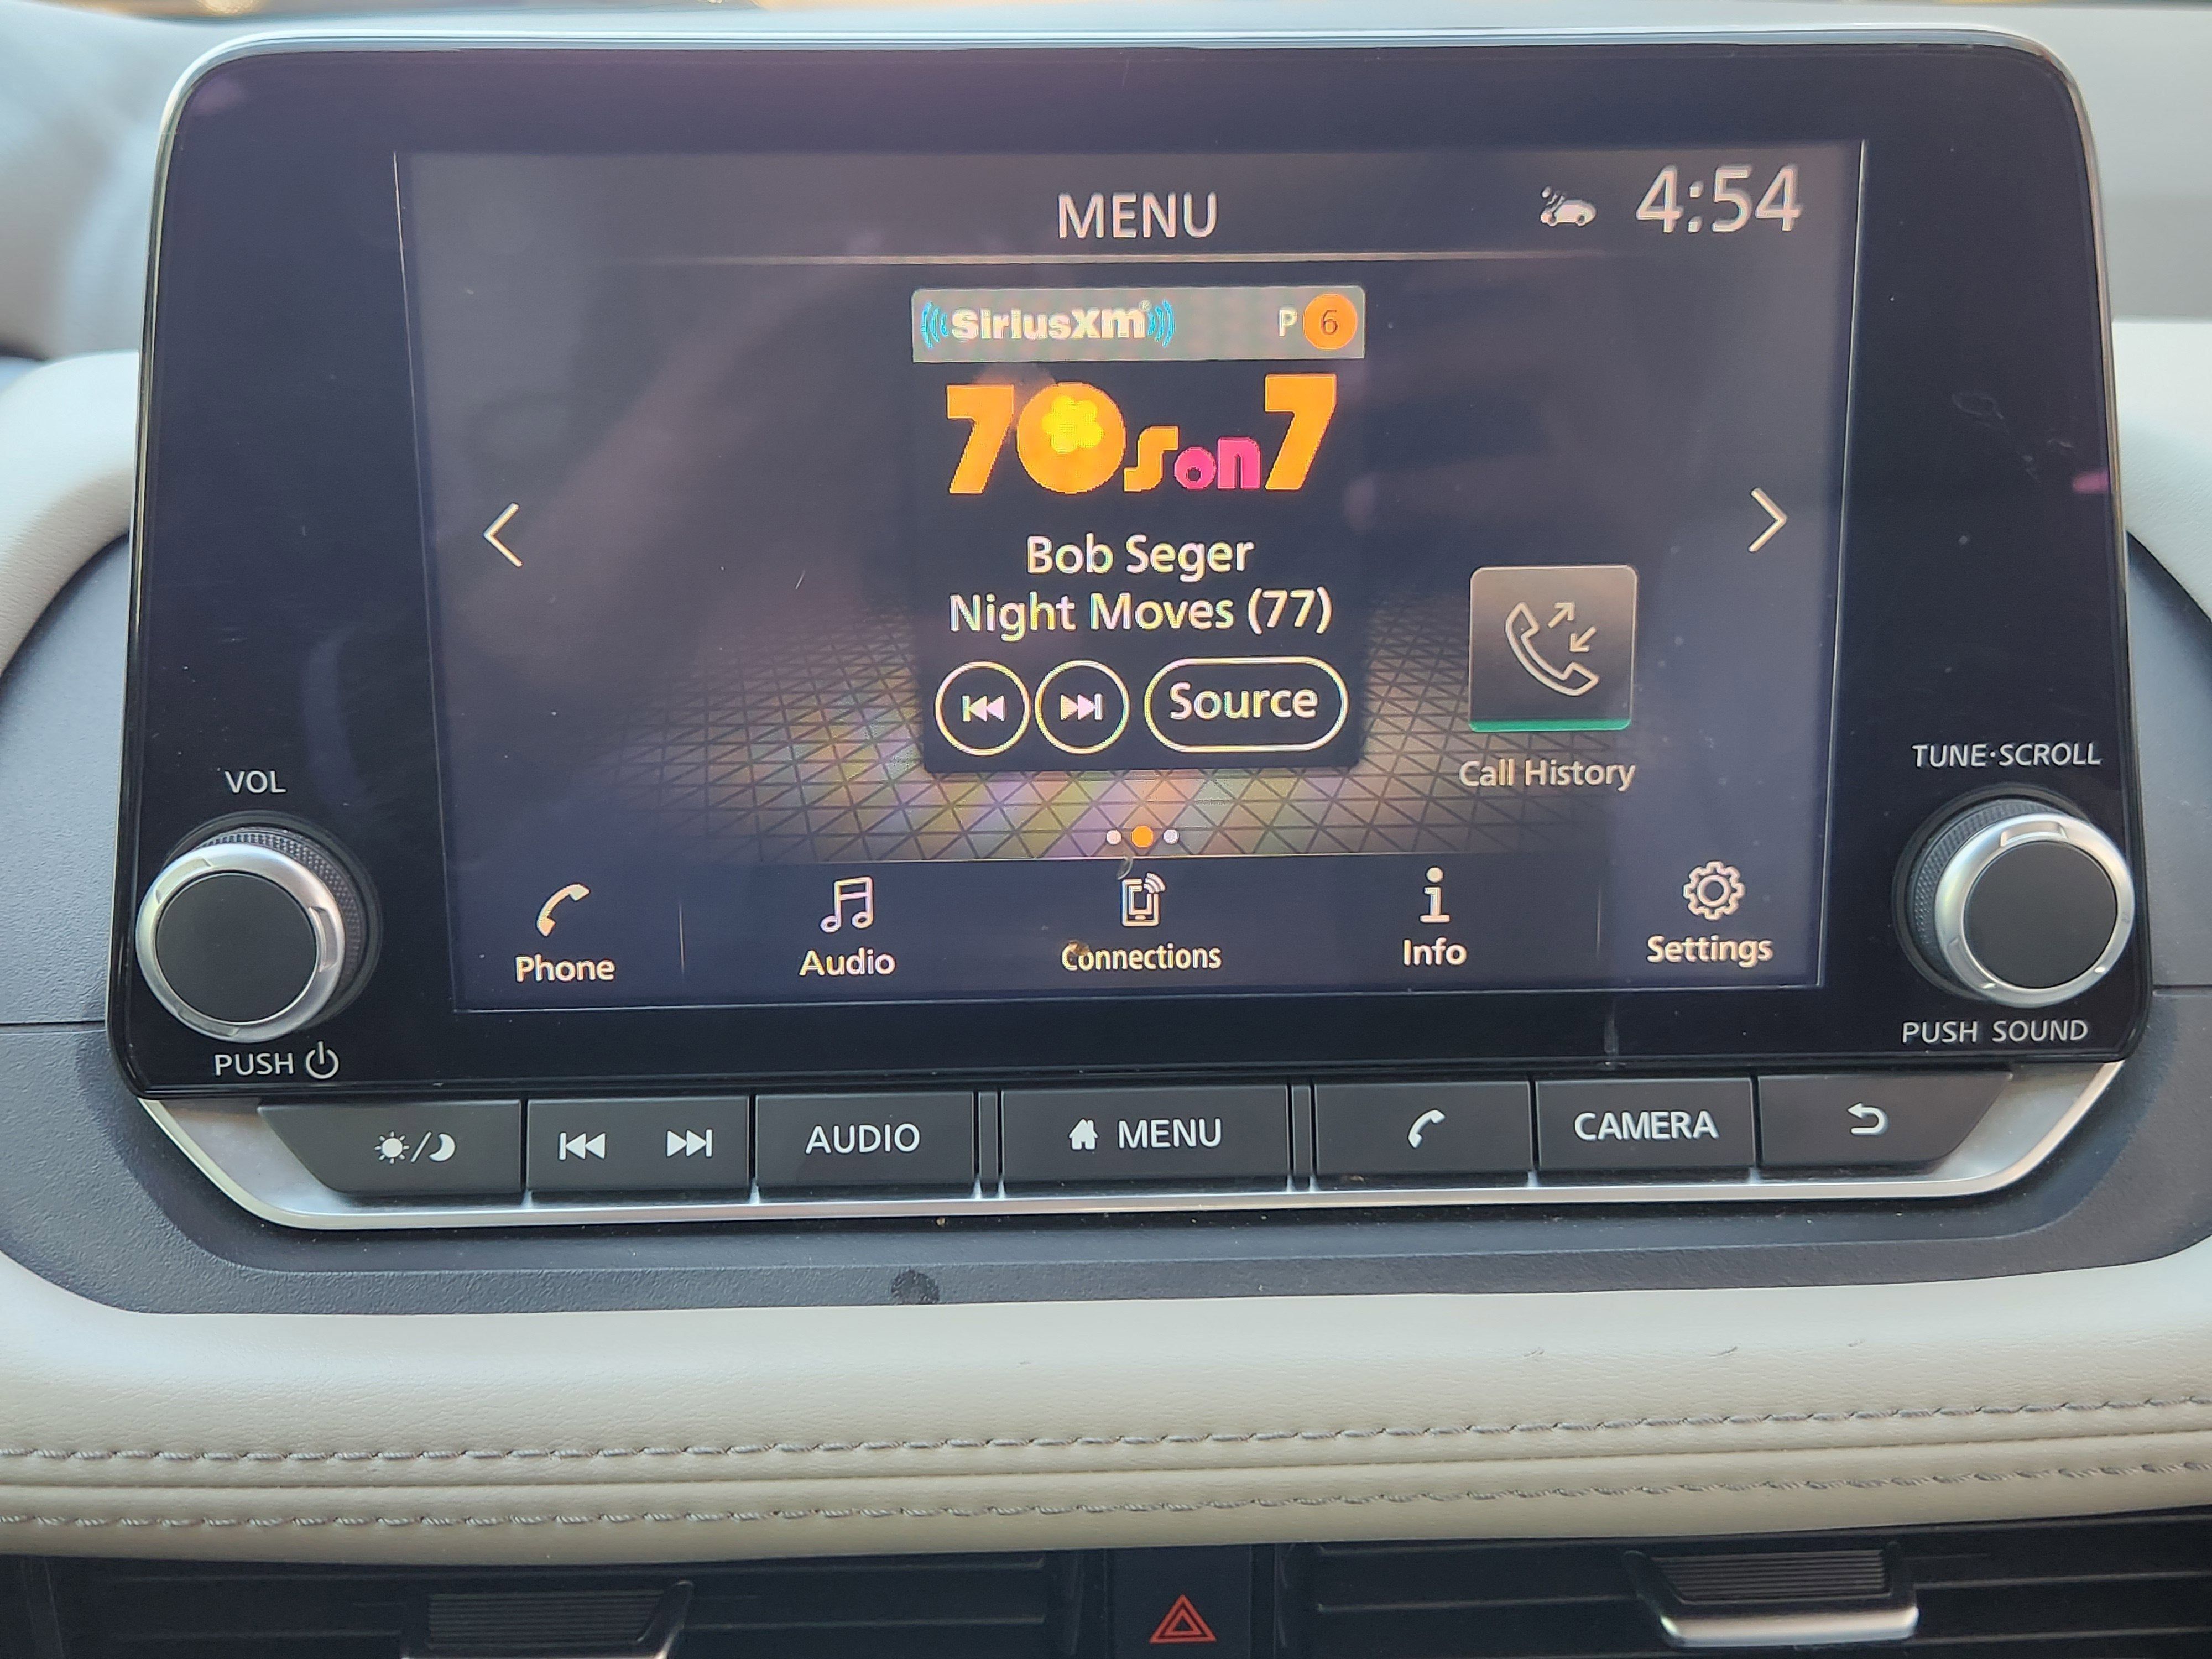 MENU
4:54
SiriusXm
P 6
70s on 7
Bob Seger
Night Moves (77)
Source
Call History
VOL
TUNE·SCROLL
Phone
Audio
Connections
Info
Settings
PUSH
PUSH SOUND
AUDIO
MENU
CAMERA